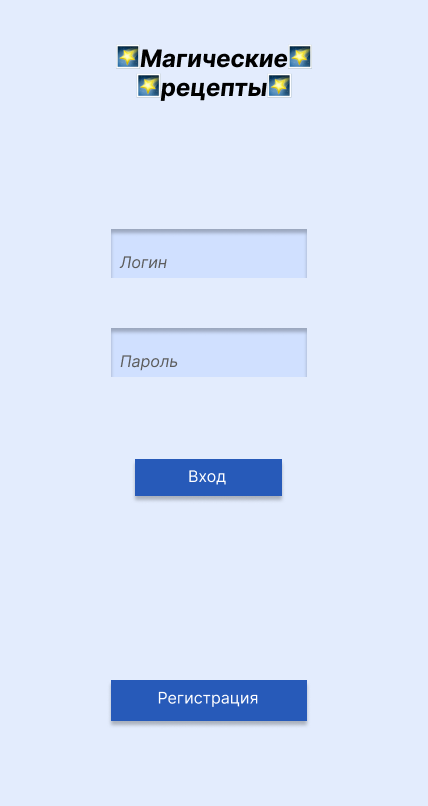 🌠Магические🌠
🌠рецепты🌠
Логин
Пароль
Вход
Регистрация